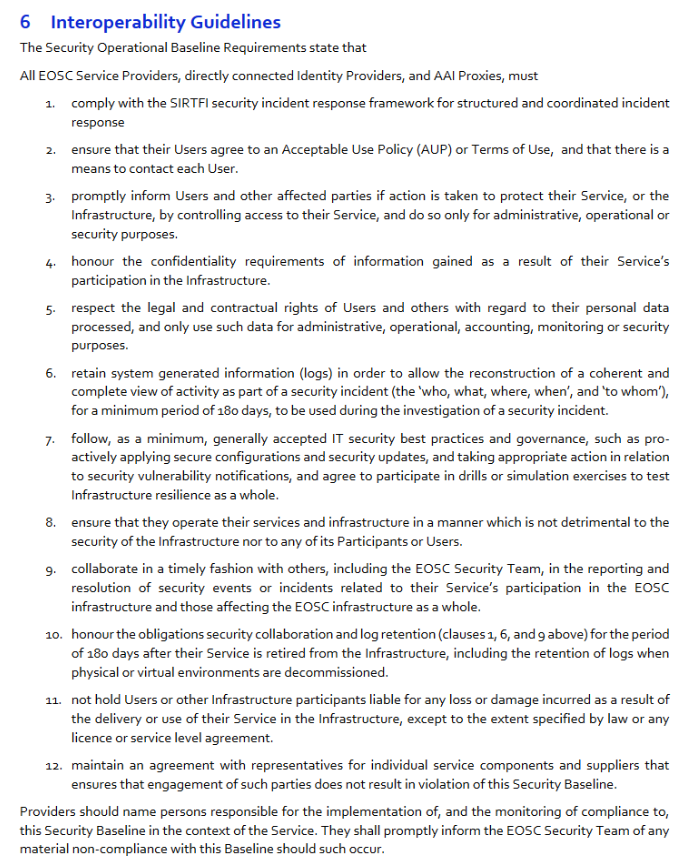 6 Interoperability Guidelines
The Security Operational Baseline Requirements state that
All EOSC Service Providers, directly connected Identity Providers, and AAI Proxies, must
1. comply with the SIRTFI security incident response framework for structured and coordinated incident
response
2. ensure that their Users agree to an Acceptable Use Policy (AUP) or Terms of Use, and that there is a
means to contact each User.
3. promptly inform Users and other affected parties if action is taken to protect their Service, or the
Infrastructure, by controlling access to their Service, and do so only for administrative, operational or
security purposes.
4. honour the confidentiality requirements of information gained as a result of their Service's
participation in the Infrastructure.
5. respect the legal and contractual rights of Users and others with regard to their personal data
processed, and only use such data for administrative, operational, accounting, monitoring or security
purposes.
6. retain system generated information (logs) in order to allow the reconstruction of a coherent and
complete view of activity as part of a security incident (the 'who, what, where, when', and 'to whom'),
for a minimum period of 180 days, to be used during the investigation of a security incident.
7. follow, as a minimum, generally accepted IT security best practices and governance, such as pro-
actively applying secure configurations and security updates, and taking appropriate action in relation
to security vulnerability notifications, and agree to participate in drills or simulation exercises to test
Infrastructure resilience as a whole.
8. ensure that they operate their services and infrastructure in a manner which is not detrimental to the
security of the Infrastructure nor to any of its Participants or Users.
9. collaborate in a timely fashion with others, including the EOSC Security Team, in the reporting and
resolution of security events or incidents related to their Service's participation in the EOSC
infrastructure and those affecting the EOSC infrastructure as a whole.
10. honour the obligations security collaboration and log retention (clauses 1, 6, and 9 above) for the period
of 180 days after their Service is retired from the Infrastructure, including the retention of logs when
physical or virtual environments are decommissioned.
11. not hold Users or other Infrastructure participants liable for any loss or damage incurred as a result of
the delivery or use of their Service in the Infrastructure, except to the extent specified by law or any
licence or service level agreement.
12. maintain an agreement with representatives for individual service components and suppliers that
ensures that engagement of such parties does not result in violation of this Security Baseline.
Providers should name persons responsible for the implementation of, and the monitoring of compliance to,
this Security Baseline in the context of the Service. They shall promptly inform the EOSC Security Team of any
material non-compliance with this Baseline should such occur.